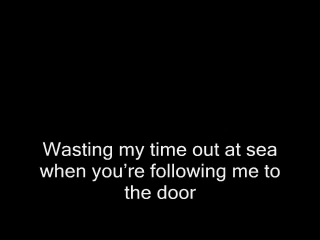 Wasting my time out at sea
when you’re following me to
the door